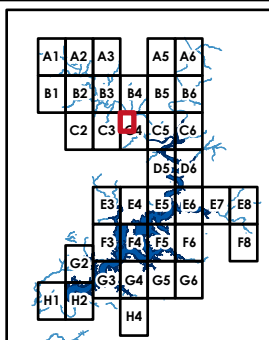 A1 A2 A3 A5 A6
B1 B2 B3 B4 B5 B6
C2 C3 C4 C5 C6
D5 D6
E3 E4 E5 E6 E7 E8
F3 F4 F5 F6 F8
G2
G3 G4 G5 G6
H1 H2
H4